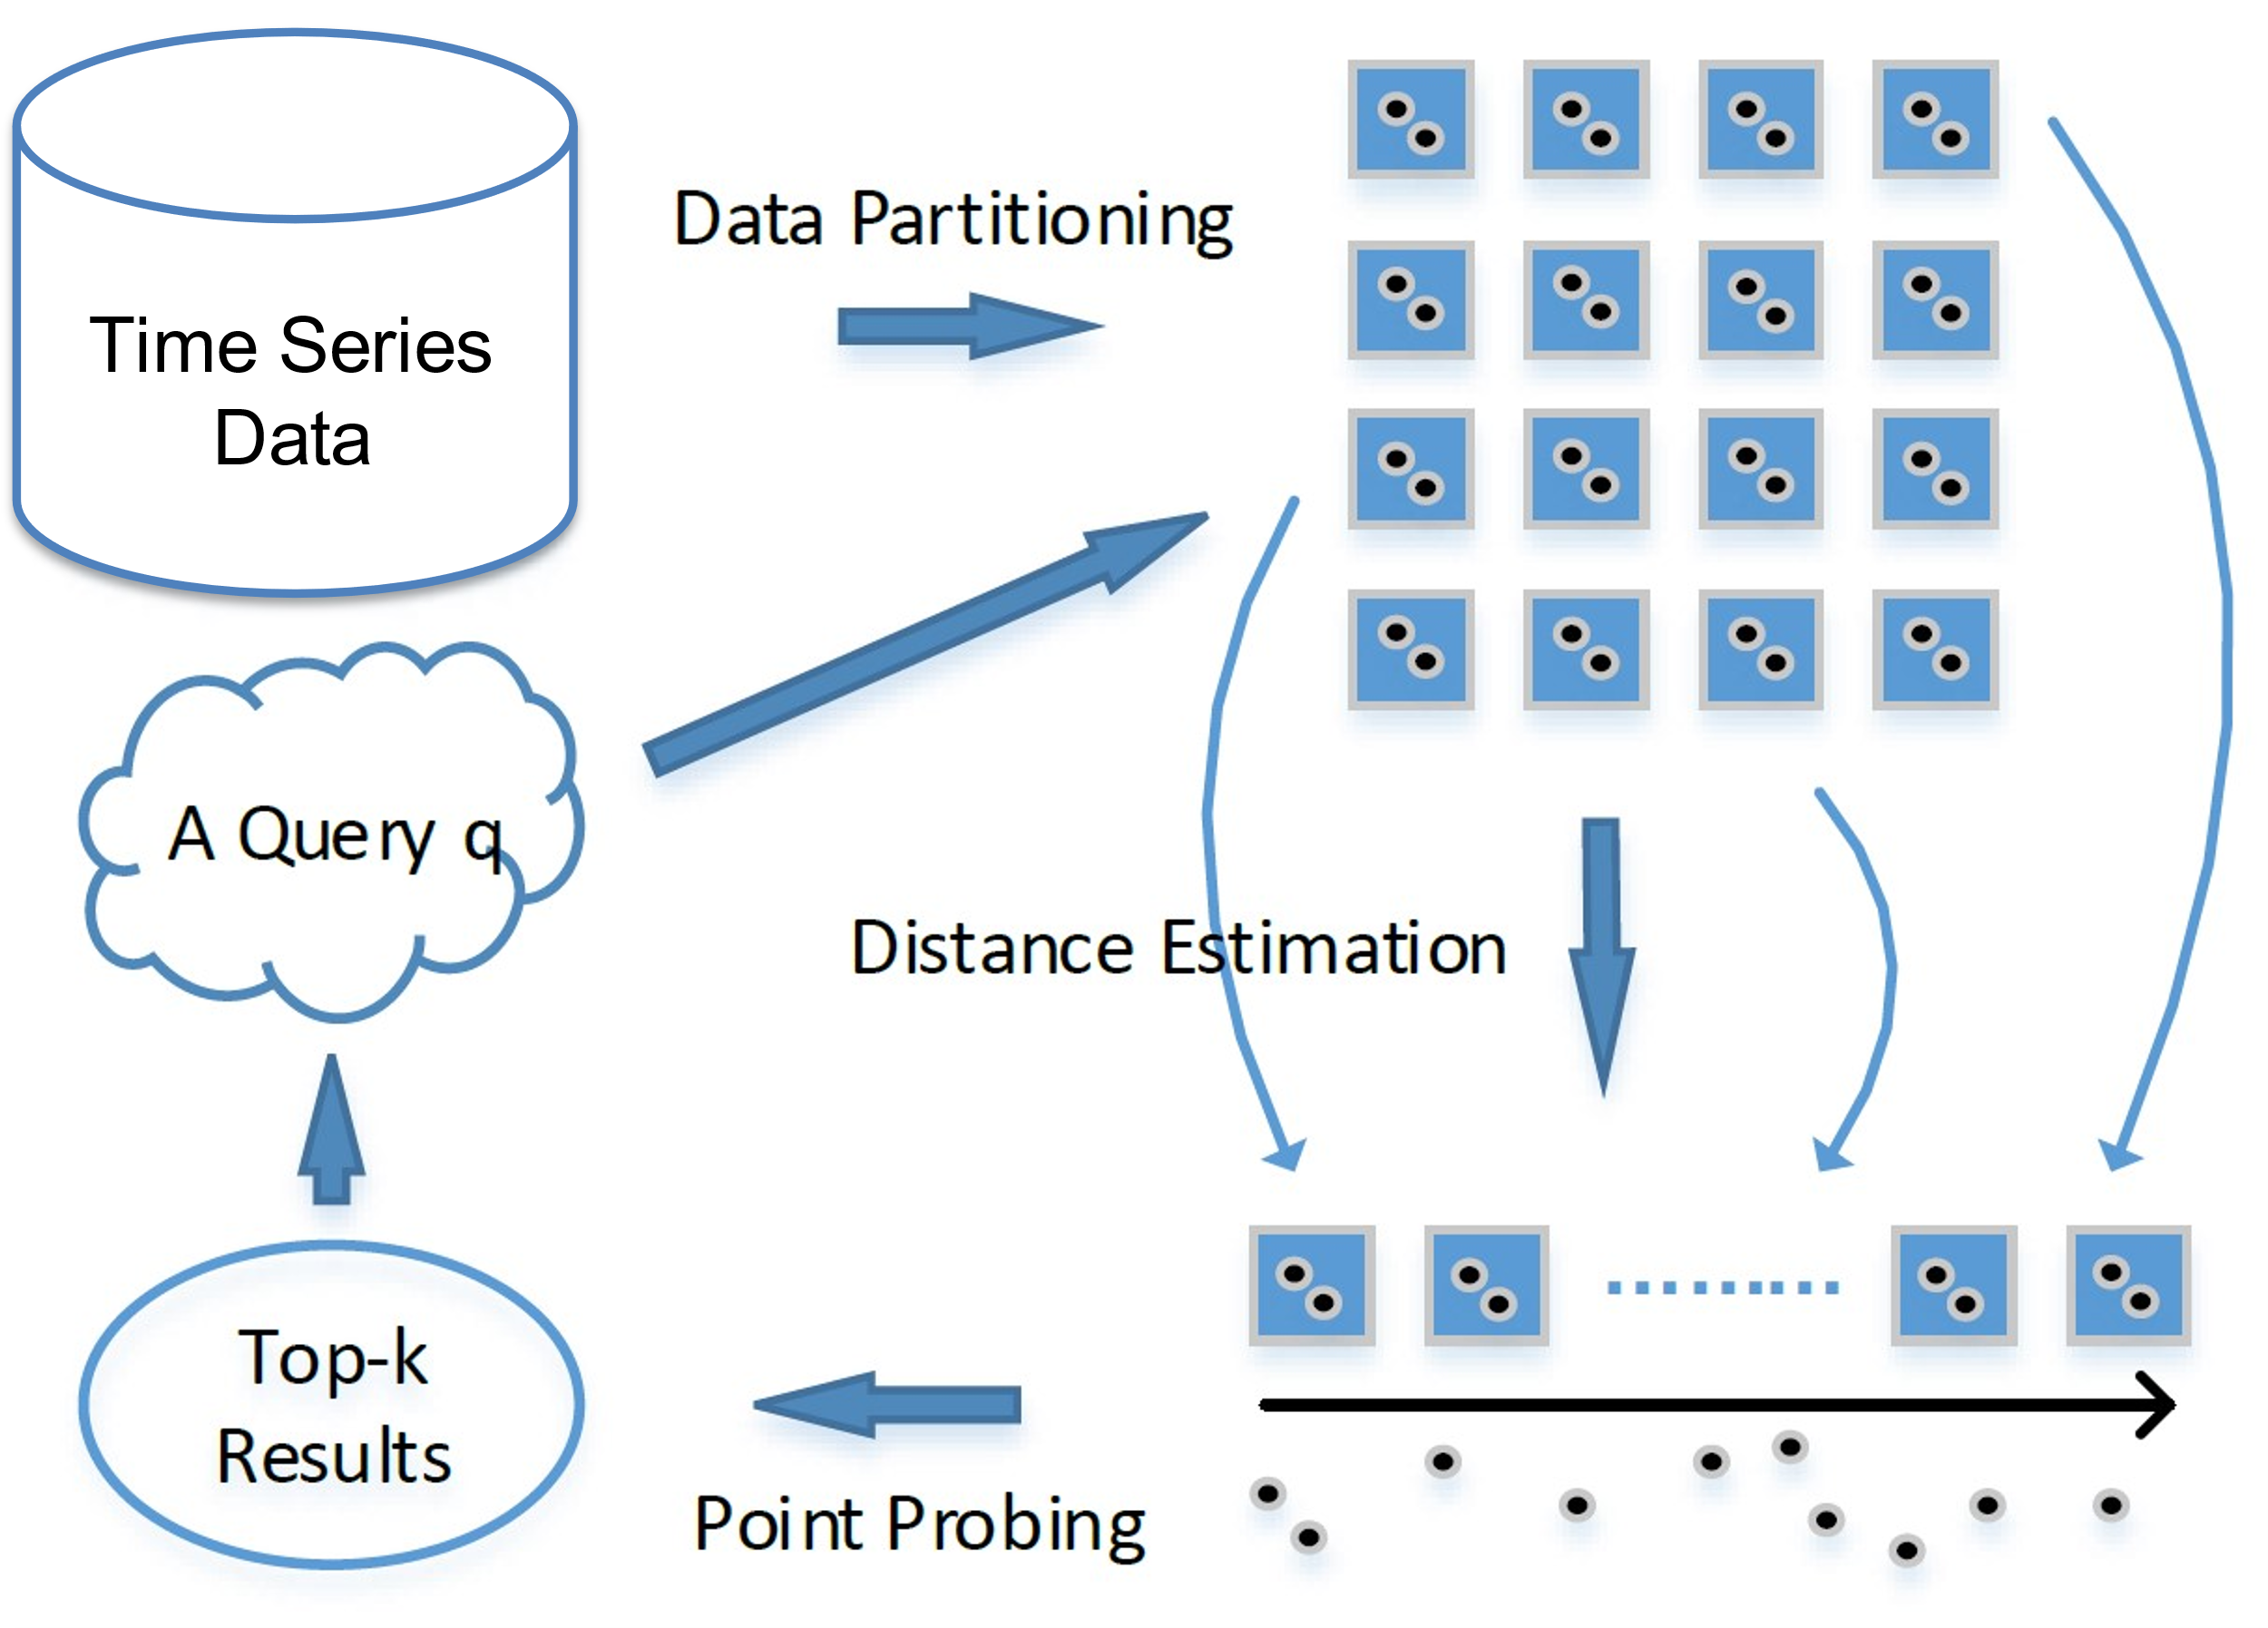 Data Partitioning
Time Series
Data
A Query q
Distance Estimation
Top-k
Results
Point Probing